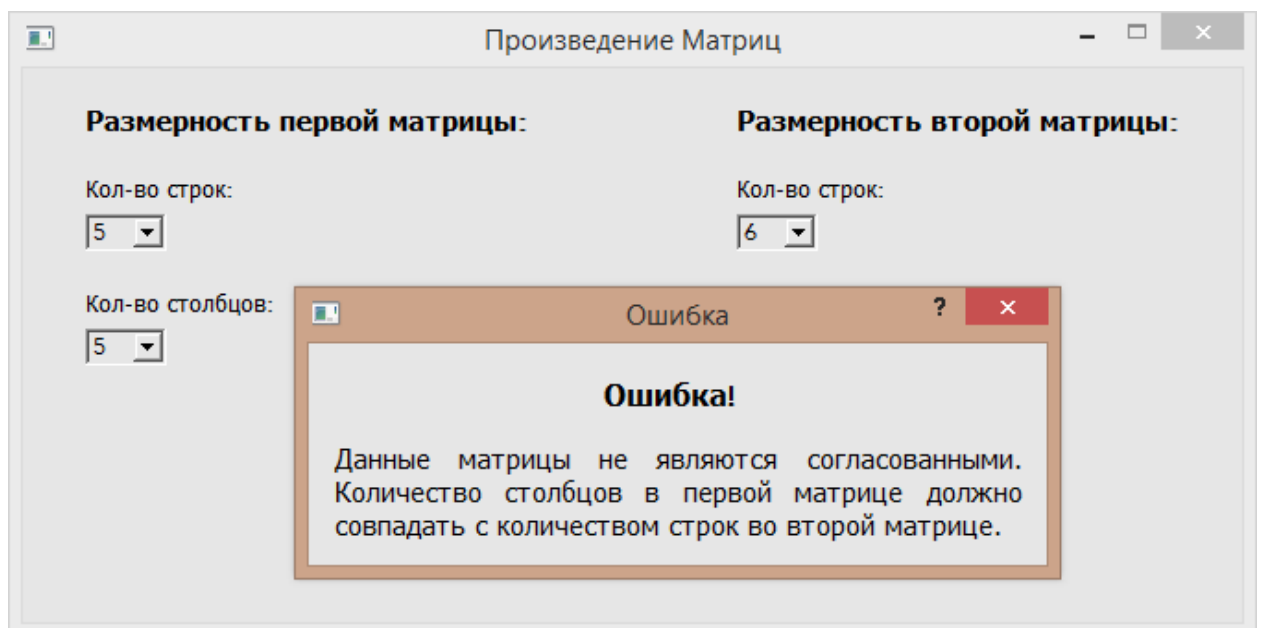 Произведение Матриц
Размерность первой матрицы:
Размерность второй матрицы:
Кол-во строк:
Кол-во строк:
5
6
Кол-во столбцов:
5
Ошибка
?
Ошибка!
Данные матрицы не являются согласованными.
Количество столбцов в первой матрице должно
совпадать с количеством строк во второй матрице.